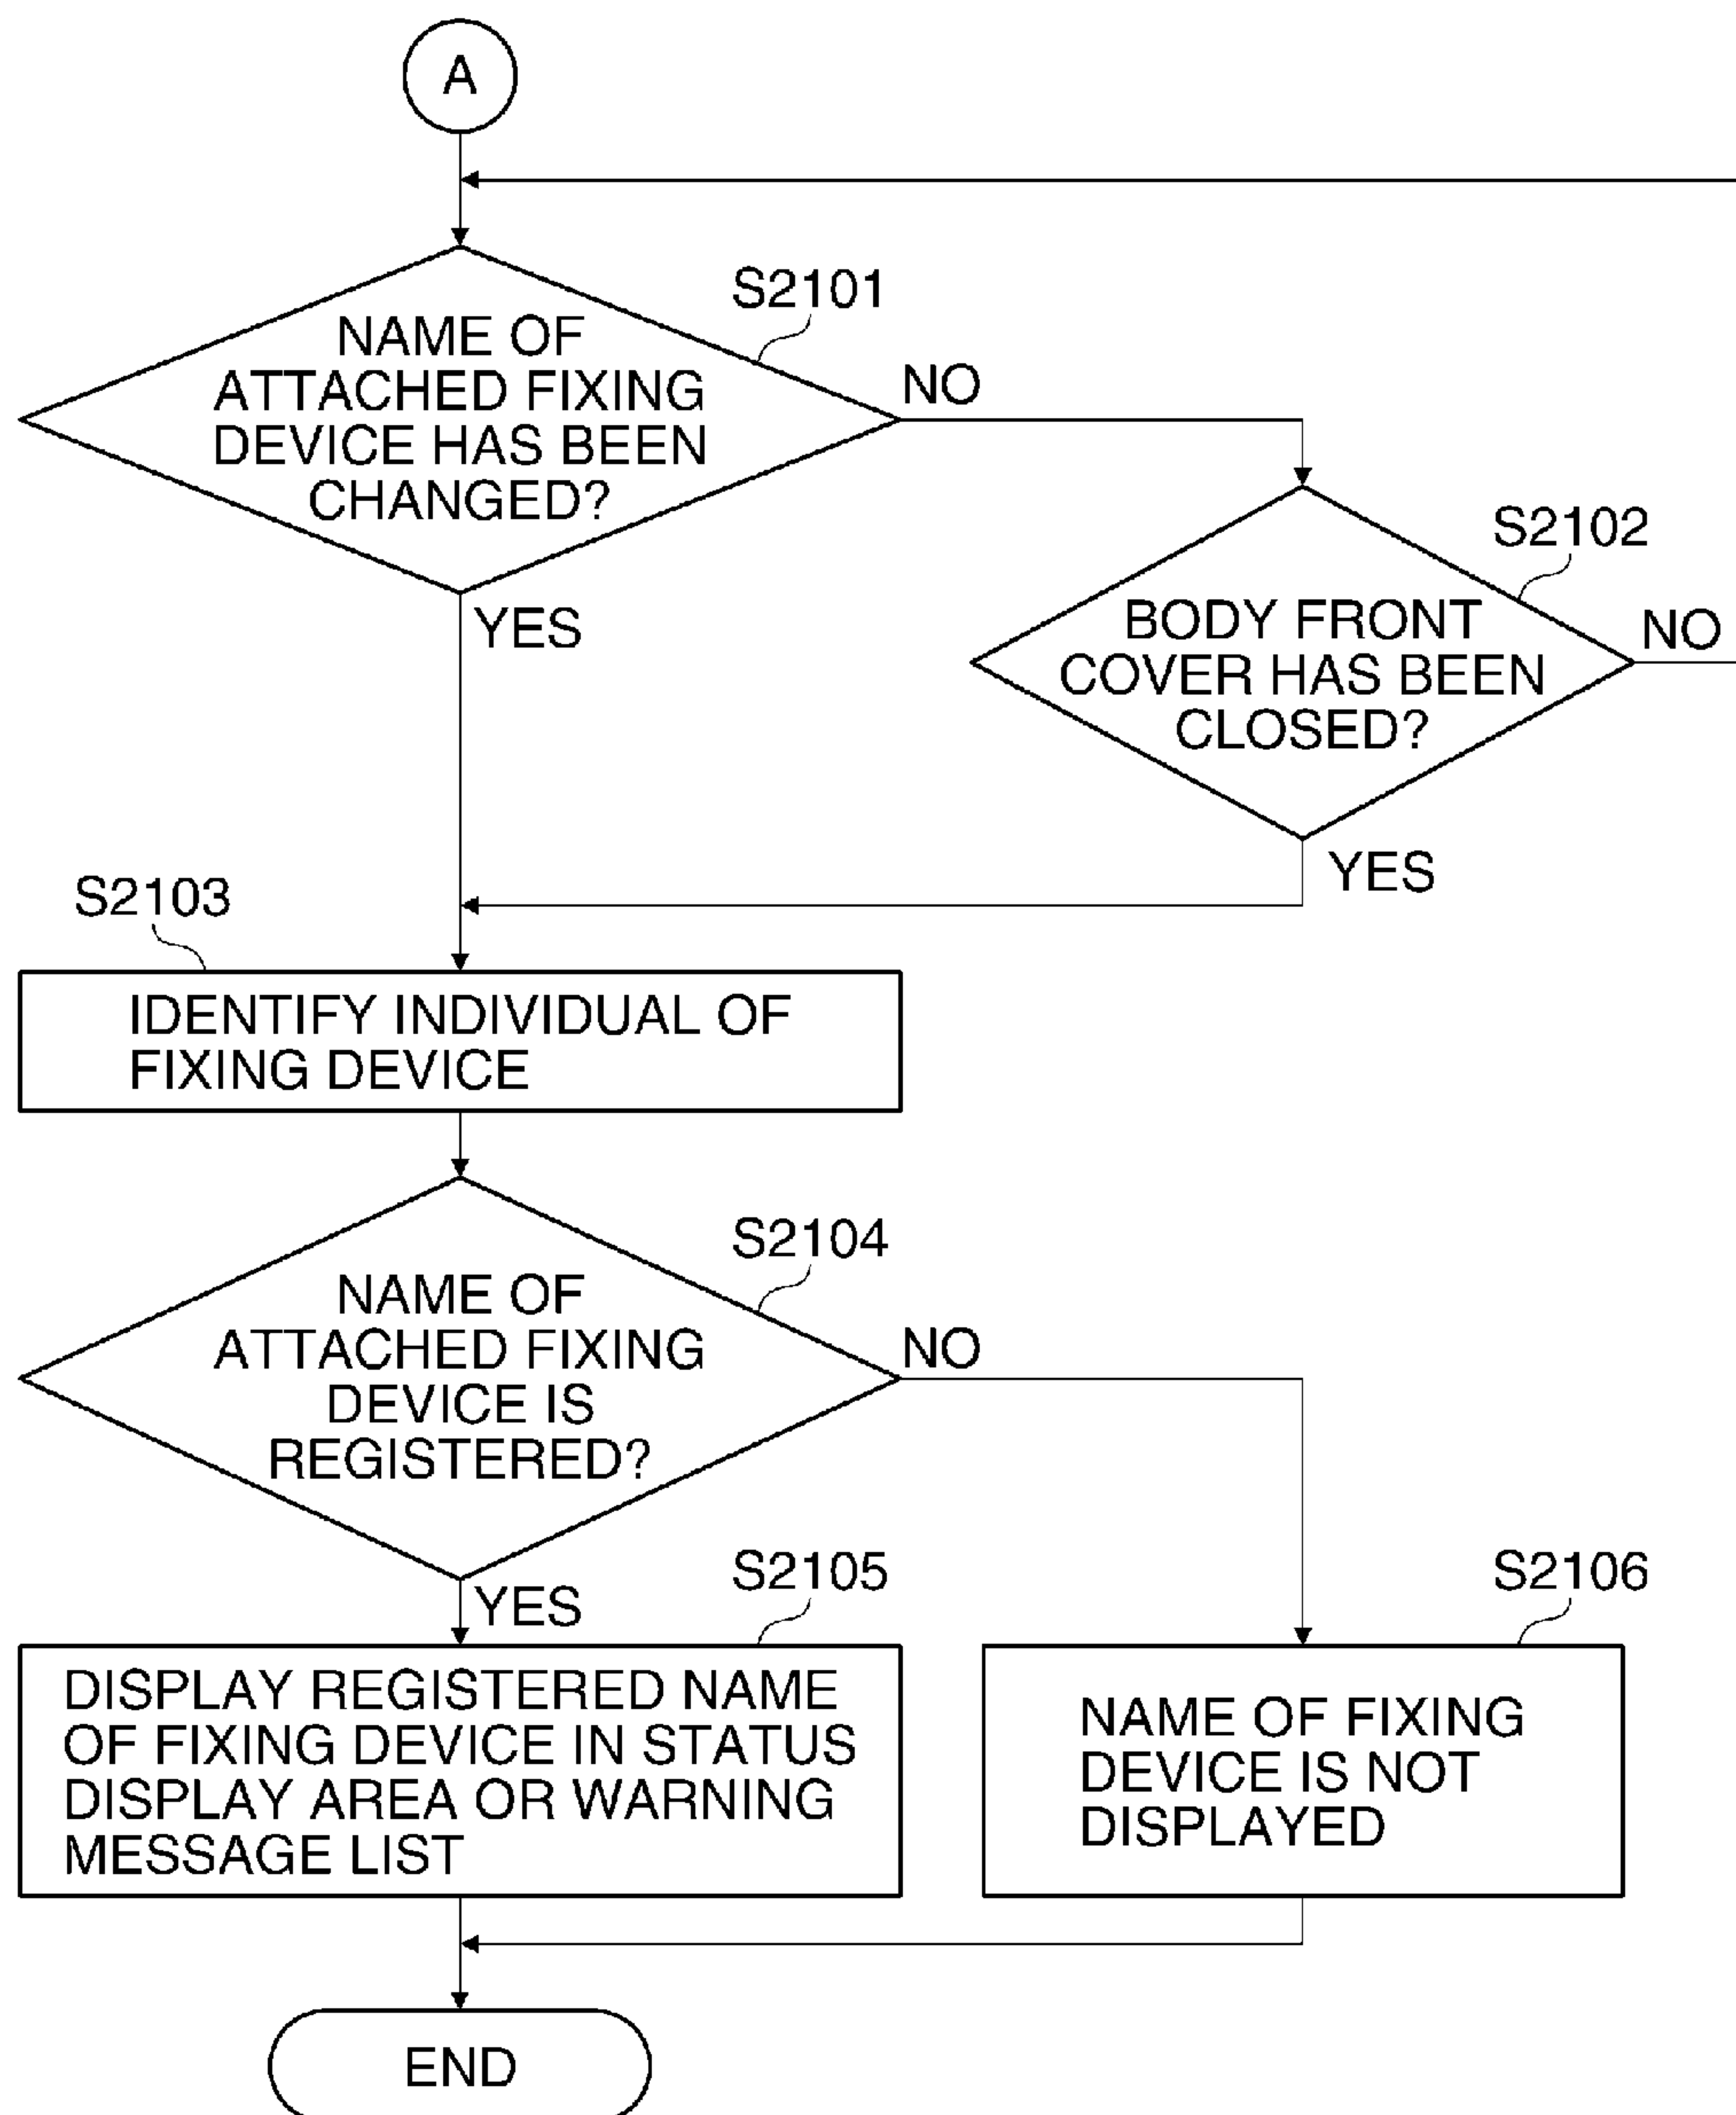 A
S2101
NAME OF
ATTACHED FIXING
DEVICE HAS BEEN
CHANGED?
NO
YES
S2102
BODY FRONT
COVER HAS BEEN
CLOSED?
NO
YES
S2103
IDENTIFY INDIVIDUAL OF
FIXING DEVICE
S2104
NAME OF
ATTACHED FIXING
DEVICE IS
REGISTERED?
NO
YES
S2105
DISPLAY REGISTERED NAME
OF FIXING DEVICE IN STATUS
DISPLAY AREA OR WARNING
MESSAGE LIST
S2106
NAME OF FIXING
DEVICE IS NOT
DISPLAYED
END